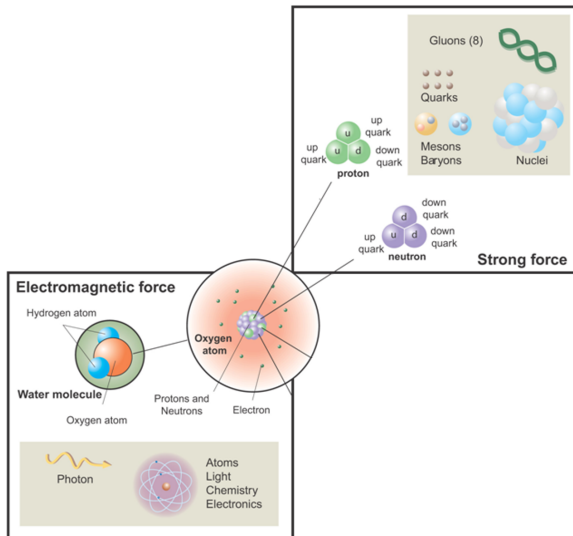 Gluons (8)
Quarks
Mesons
Baryons
Nuclei
up
quark
u
up
quark
u
d
down
quark
proton
d
down
quark
up
quark
u
d
down
quark
neutron
Strong force
Electromagnetic force
Hydrogen atom
Water molecule
Oxygen atom
Oxygen
atom
Protons and
Neutrons
Electron
Photon
Atoms
Light
Chemistry
Electronics